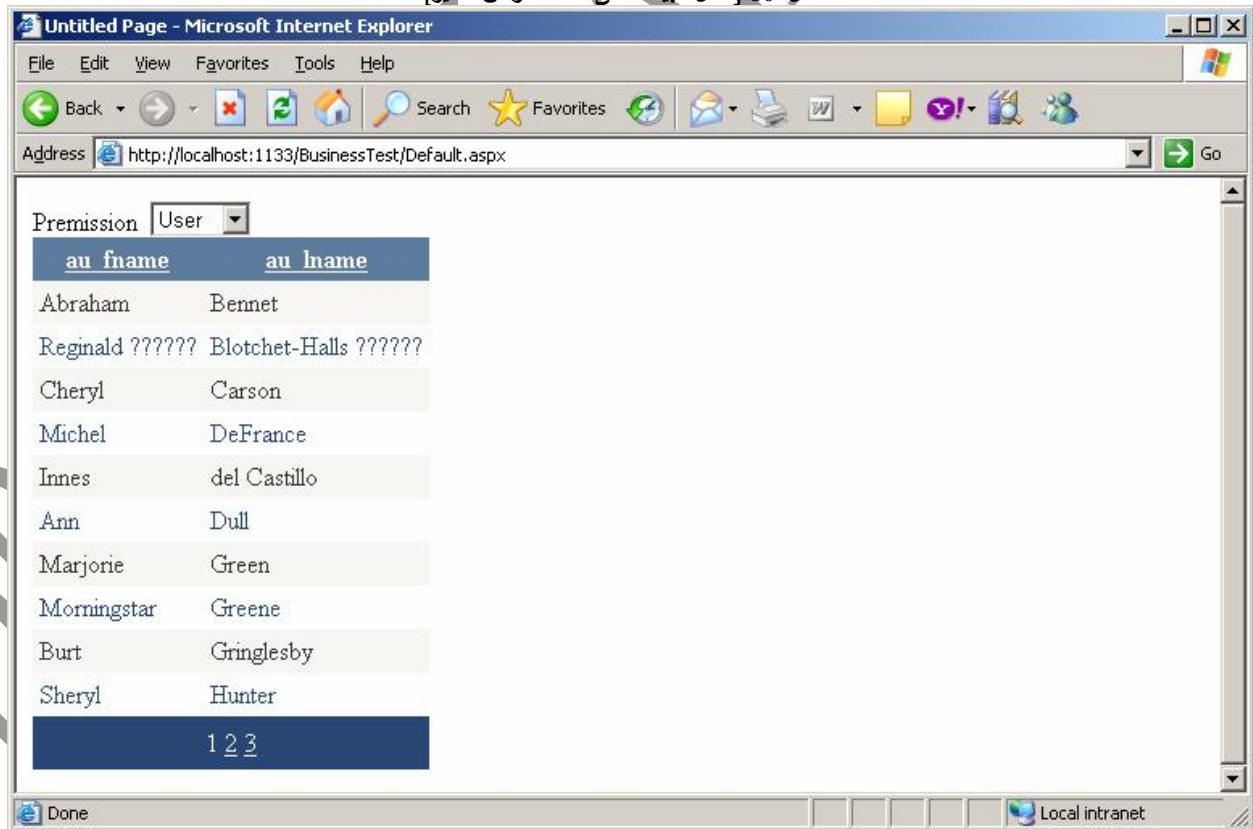 Untitled Page - Microsoft Internet Explorer
File Edit View Favorites Tools Help
Back Search Favorites
Address http://localhost:1133/BusinessTest/Default.aspx Go
Premission User
au_fname au_lname
Abraham Bennet
Reginald ?????? Blotchet-Halls ??????
Cheryl Carson
Michel DeFrance
Innes del Castillo
Ann Dull
Marjorie Green
Morningstar Greene
Burt Gringlesby
Sheryl Hunter
1 2 3
Done Local intranet